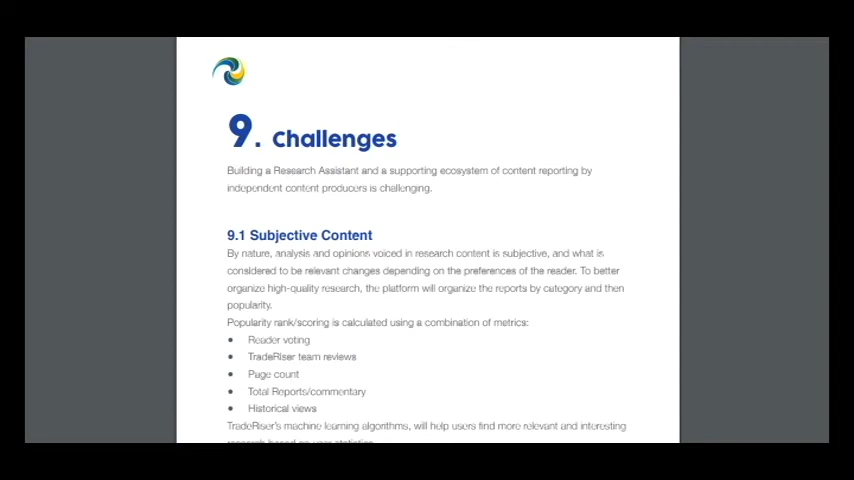 9. Challenges
Building a Research Assistant and a supporting ecosystem of content reporting by
independent content producers is challenging.
9.1 Subjective Content
By nature, analysis and opinions voiced in research content is subjective, and what is
considered to be relevant changes depending on the preferences of the reader. To better
organize high-quality research, the platform will organize the reports by category and then
popularity.
Popularity rank/scoring is calculated using a combination of metrics:
● Reader voting
● TradeRiser team reviews
● Page count
● Total Reports/commentary
● Historical views
TradeRiser's machine learning algorithms, will help users find more relevant and interesting
research based on user statistics.